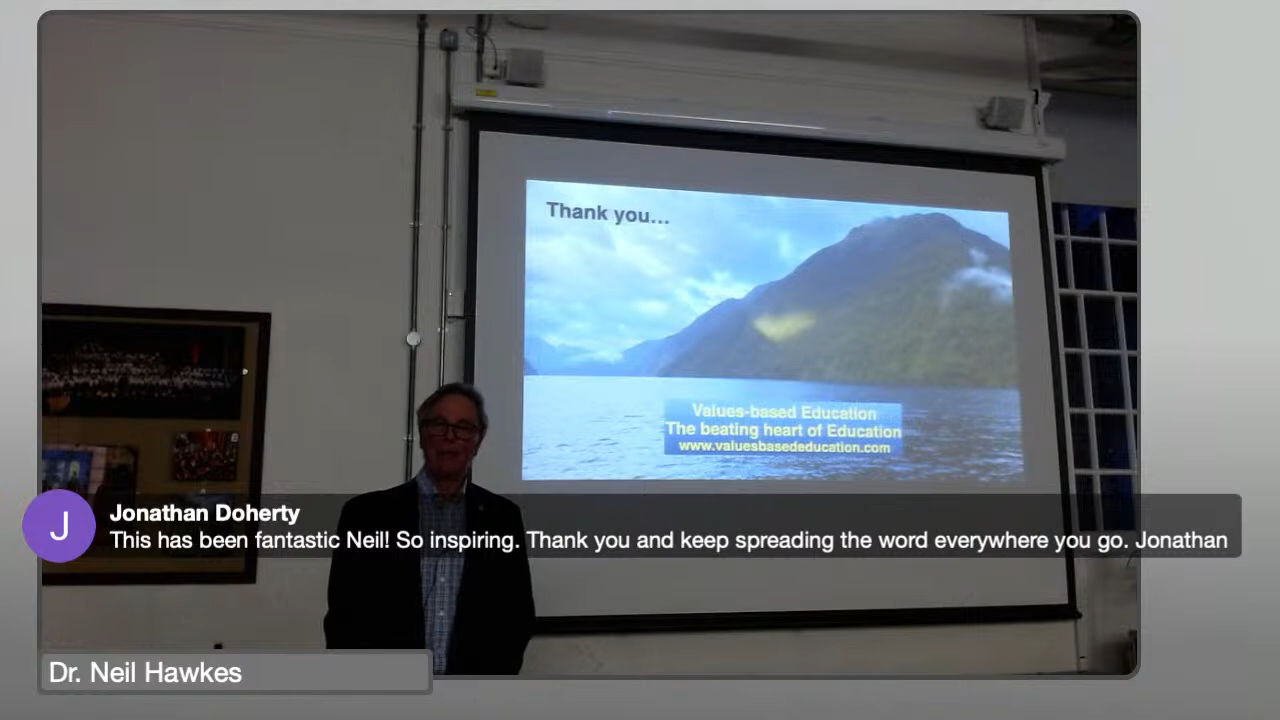 Thank you...
Values-based Education
The beating heart of Education
www.valuesbasededucation.com
J
Jonathan Doherty
This has been fantastic Neil! So inspiring. Thank you and keep spreading the word everywhere you go. Jonathan
Dr. Neil Hawkes